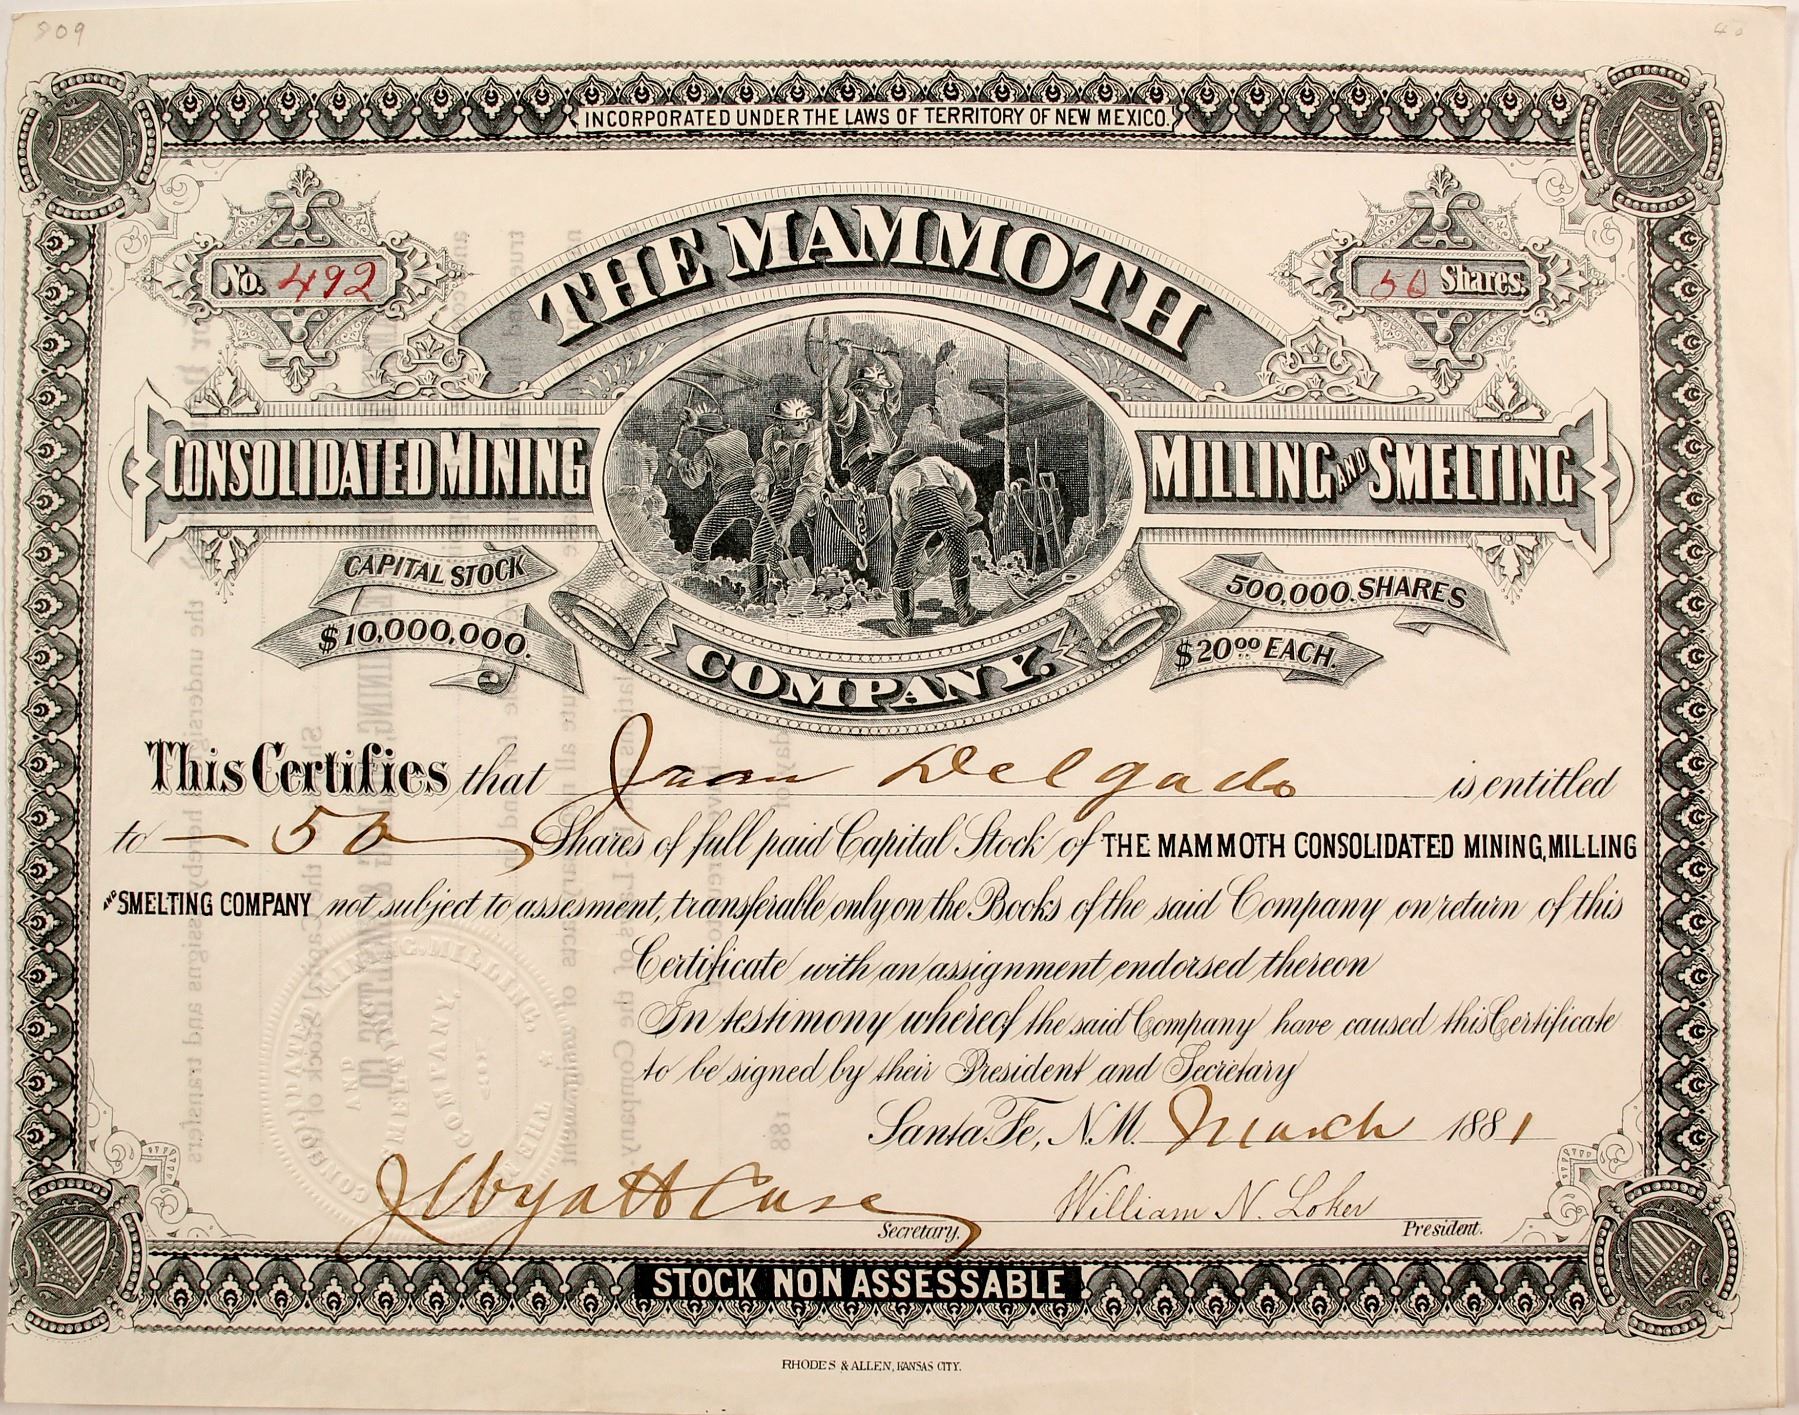 809
INCORPORATED UNDER THE LAWS OF TERRITORY OF NEW MEXICO.
No. 492
50 Shares.
THE MAMMOTH
CONSOLIDATED MINING
MILLING AND SMELTING
COMPANY.
CAPITAL STOCK
$10,000,000.
500,000. SHARES
$20.00 EACH.
This Certifies that Juan Delgado is entitled
to — 50 — Shares of full paid Capital Stock of THE MAMMOTH CONSOLIDATED MINING, MILLING
AND SMELTING COMPANY not subject to assesment, transferable only on the Books of the said Company on return of this
Certificate with an assignment endorsed thereon
In testimony whereof the said Company have caused this Certificate
to be signed by their President and Secretary
Santa Fe, N.M. March 1881
J Wyatt Case Secretary.
William N. Loker President.
STOCK NON ASSESSABLE
RHODES & ALLEN, KANSAS CITY.